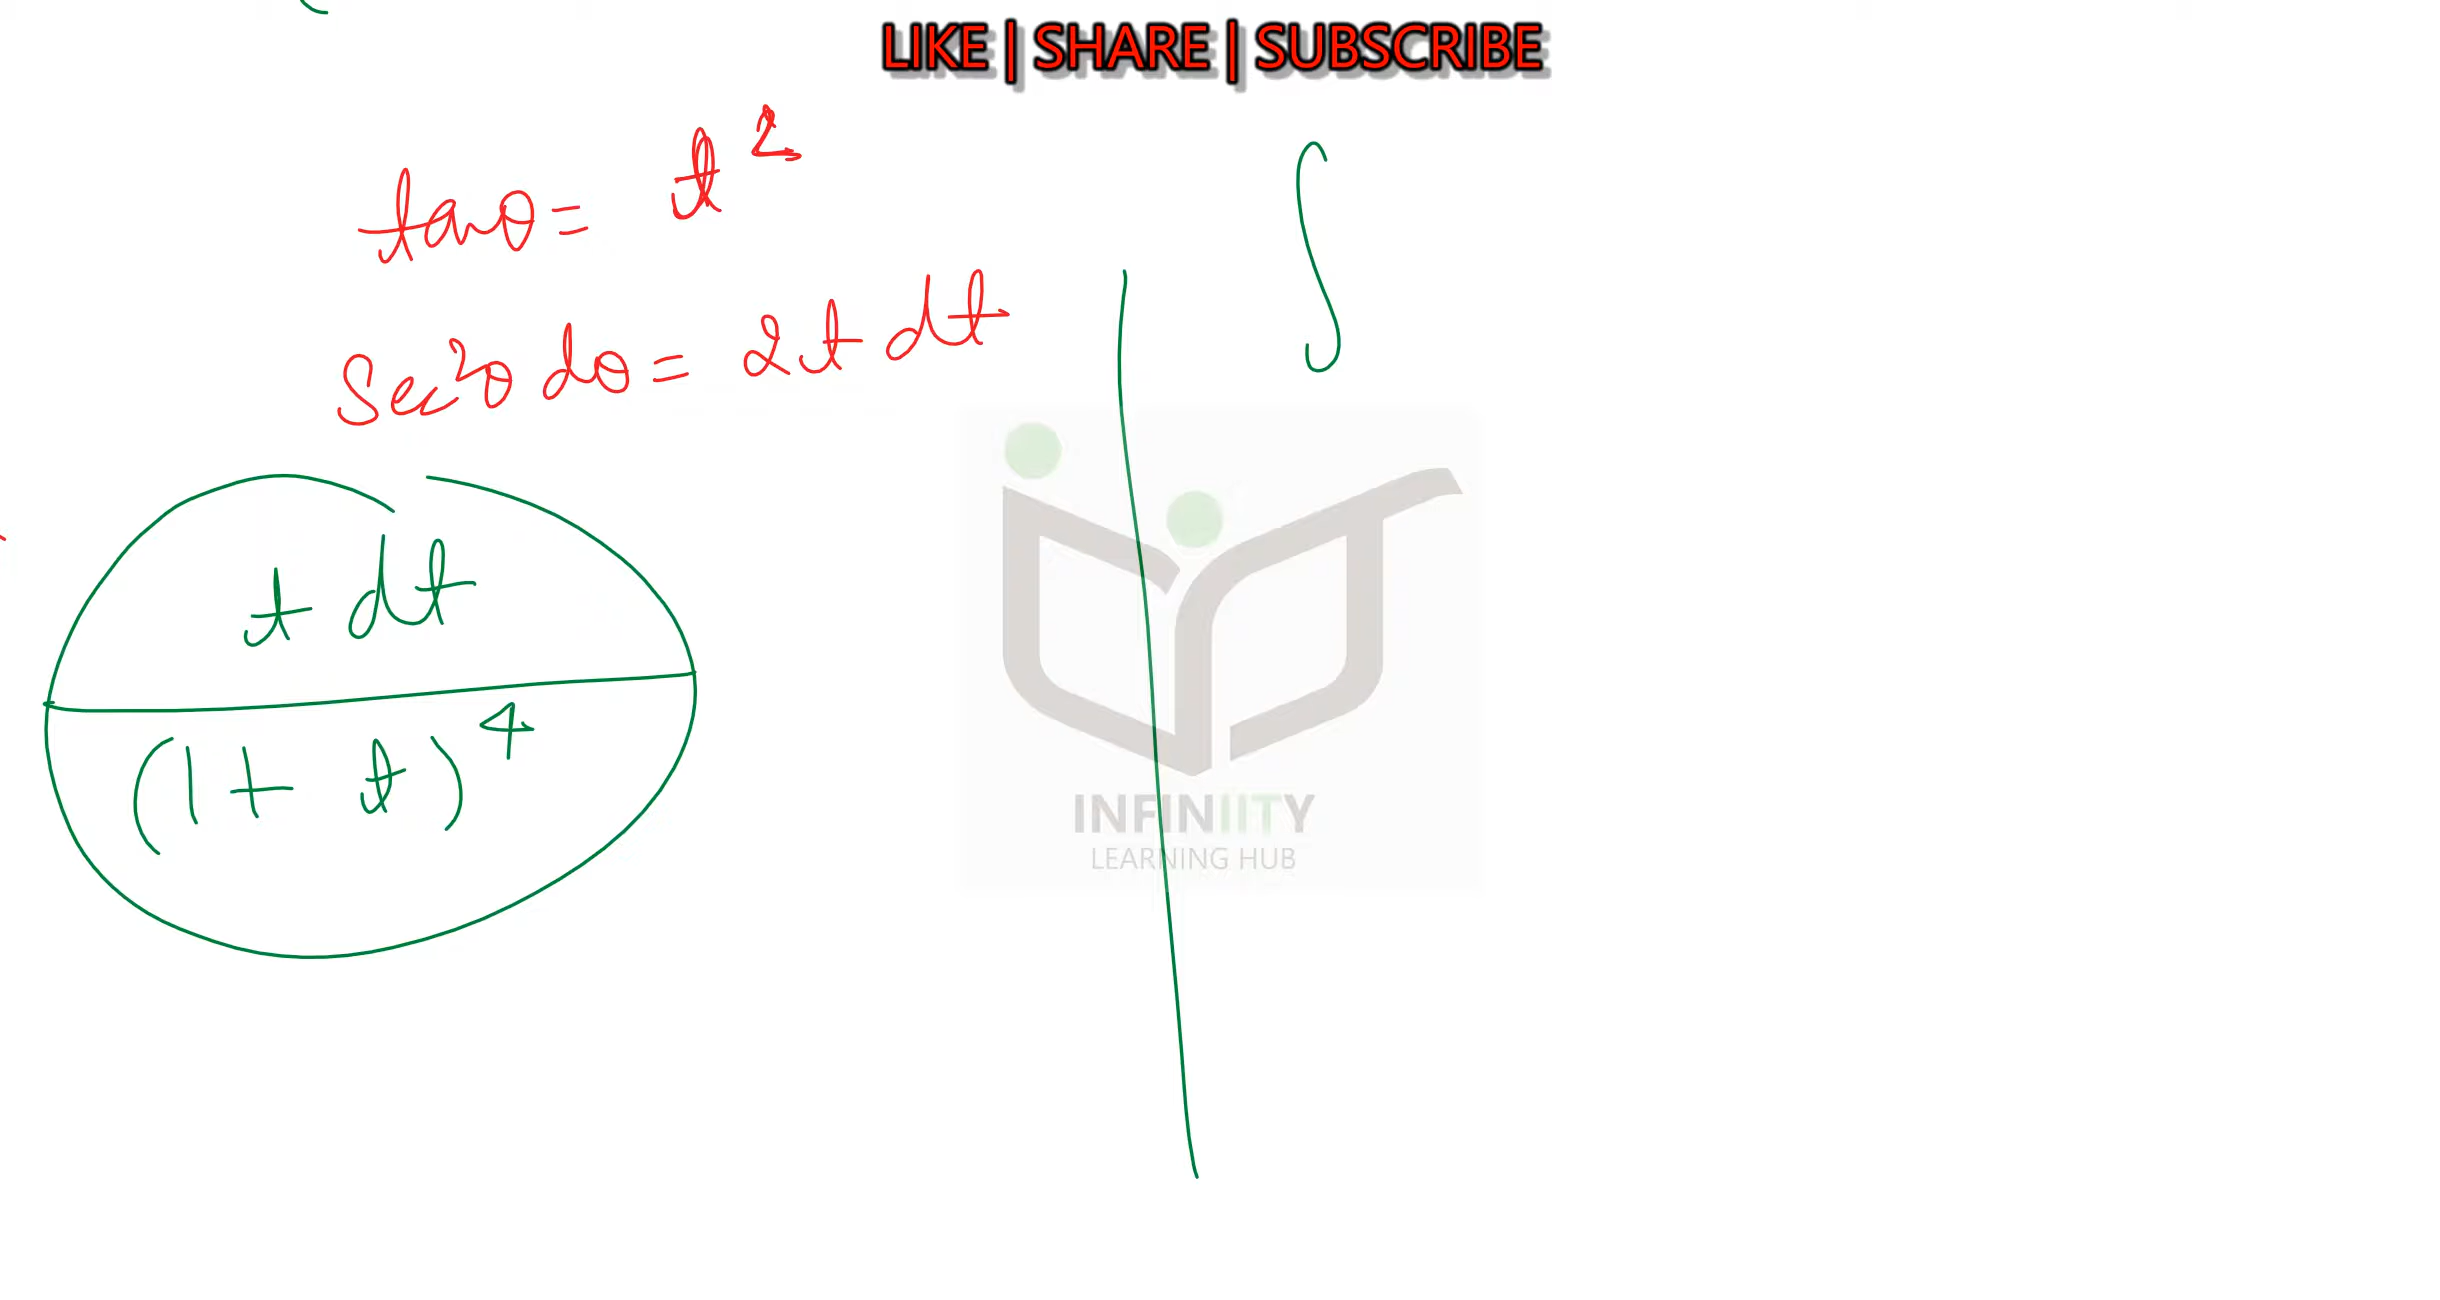 LIKE | SHARE | SUBSCRIBE
tanθ = t²
Sec²θ dθ = 2t dt
t dt
(1 + t)⁴
∫
INFINIITY
LEARNING HUB